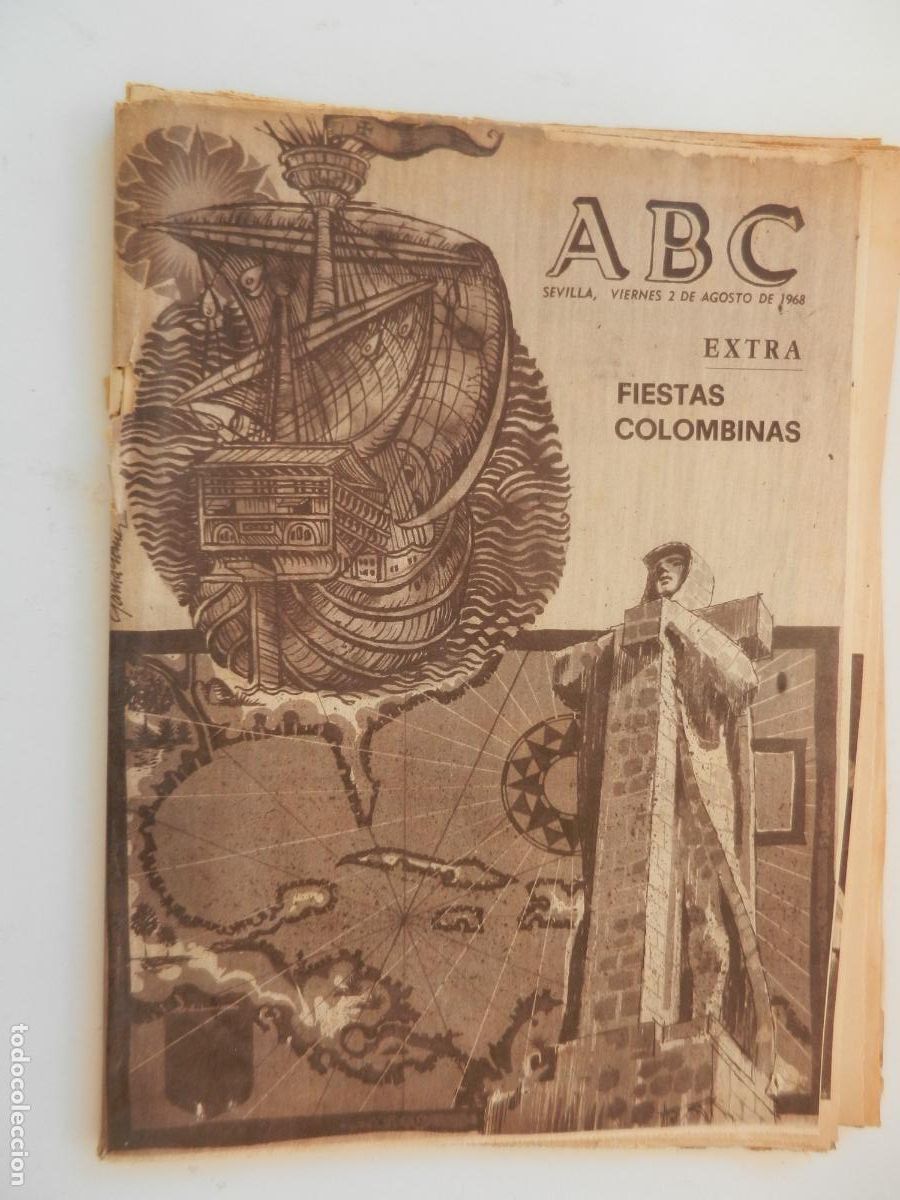 ABC
SEVILLA, VIERNES 2 DE AGOSTO DE 1968
EXTRA
FIESTAS
COLOMBINAS
todocoleccion